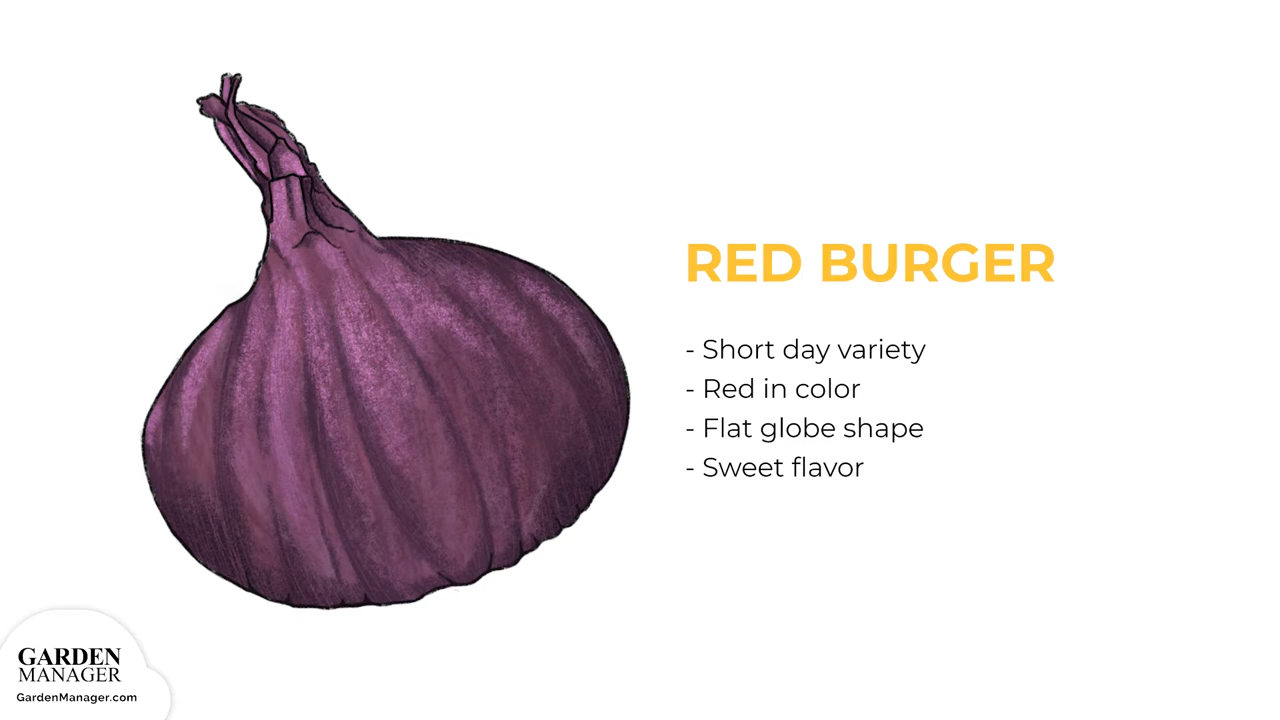 RED BURGER
- Short day variety
- Red in color
- Flat globe shape
- Sweet flavor
GARDEN
MANAGER
GardenManager.com